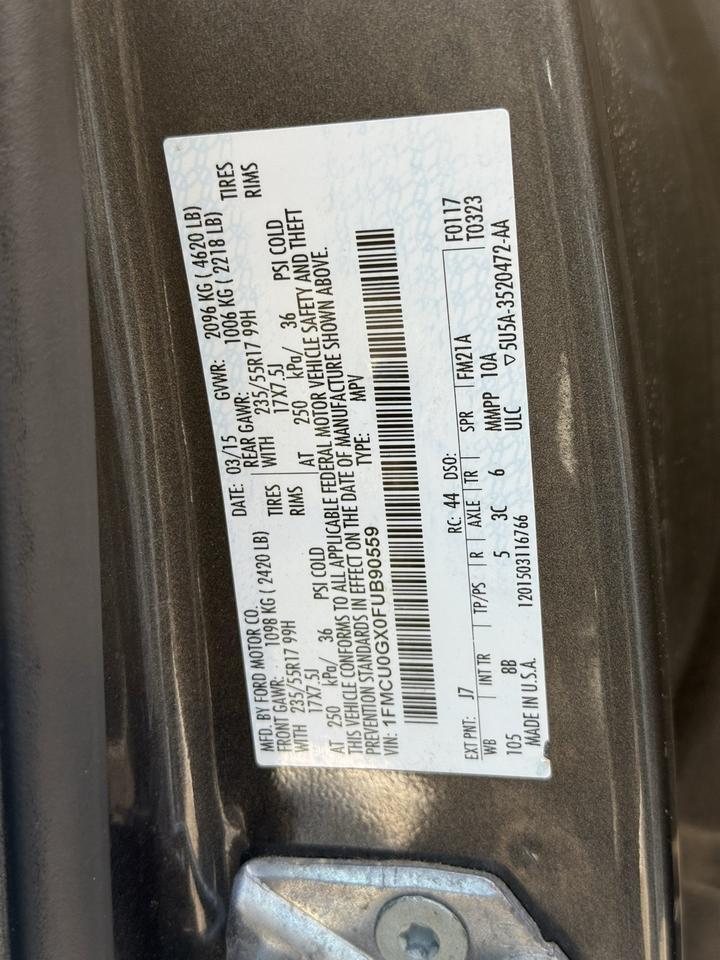 MFD. BY FORD MOTOR CO.
DATE: 03/15 GVWR: 2096 KG ( 4620 LB)
FRONT GAWR: 1098 KG ( 2420 LB) REAR GAWR: 1006 KG ( 2218 LB)
WITH 235/55R17 99H TIRES WITH 235/55R17 99H TIRES
17X7.5J RIMS 17X7.5J RIMS
AT 250 kPa/ 36 PSI COLD AT 250 kPa/ 36 PSI COLD
THIS VEHICLE CONFORMS TO ALL APPLICABLE FEDERAL MOTOR VEHICLE SAFETY AND THEFT
PREVENTION STANDARDS IN EFFECT ON THE DATE OF MANUFACTURE SHOWN ABOVE.
VIN: 1FMCU0GX0FUB90559 TYPE: MPV
EXT PNT: J7 RC: 44 DSO: F0117
WB INT TR TP/PS R AXLE TR SPR FM21A T0323
105 8B 5 3C 6 MMPP 10A
MADE IN U.S.A. 1201503116766 ULC ▽5U5A-3520472-AA